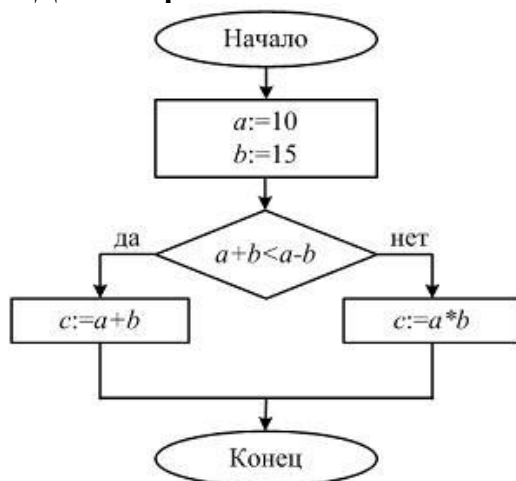 Начало
a:=10
b:=15
да
a+b<a-b
нет
c:=a+b
c:=a*b
Конец